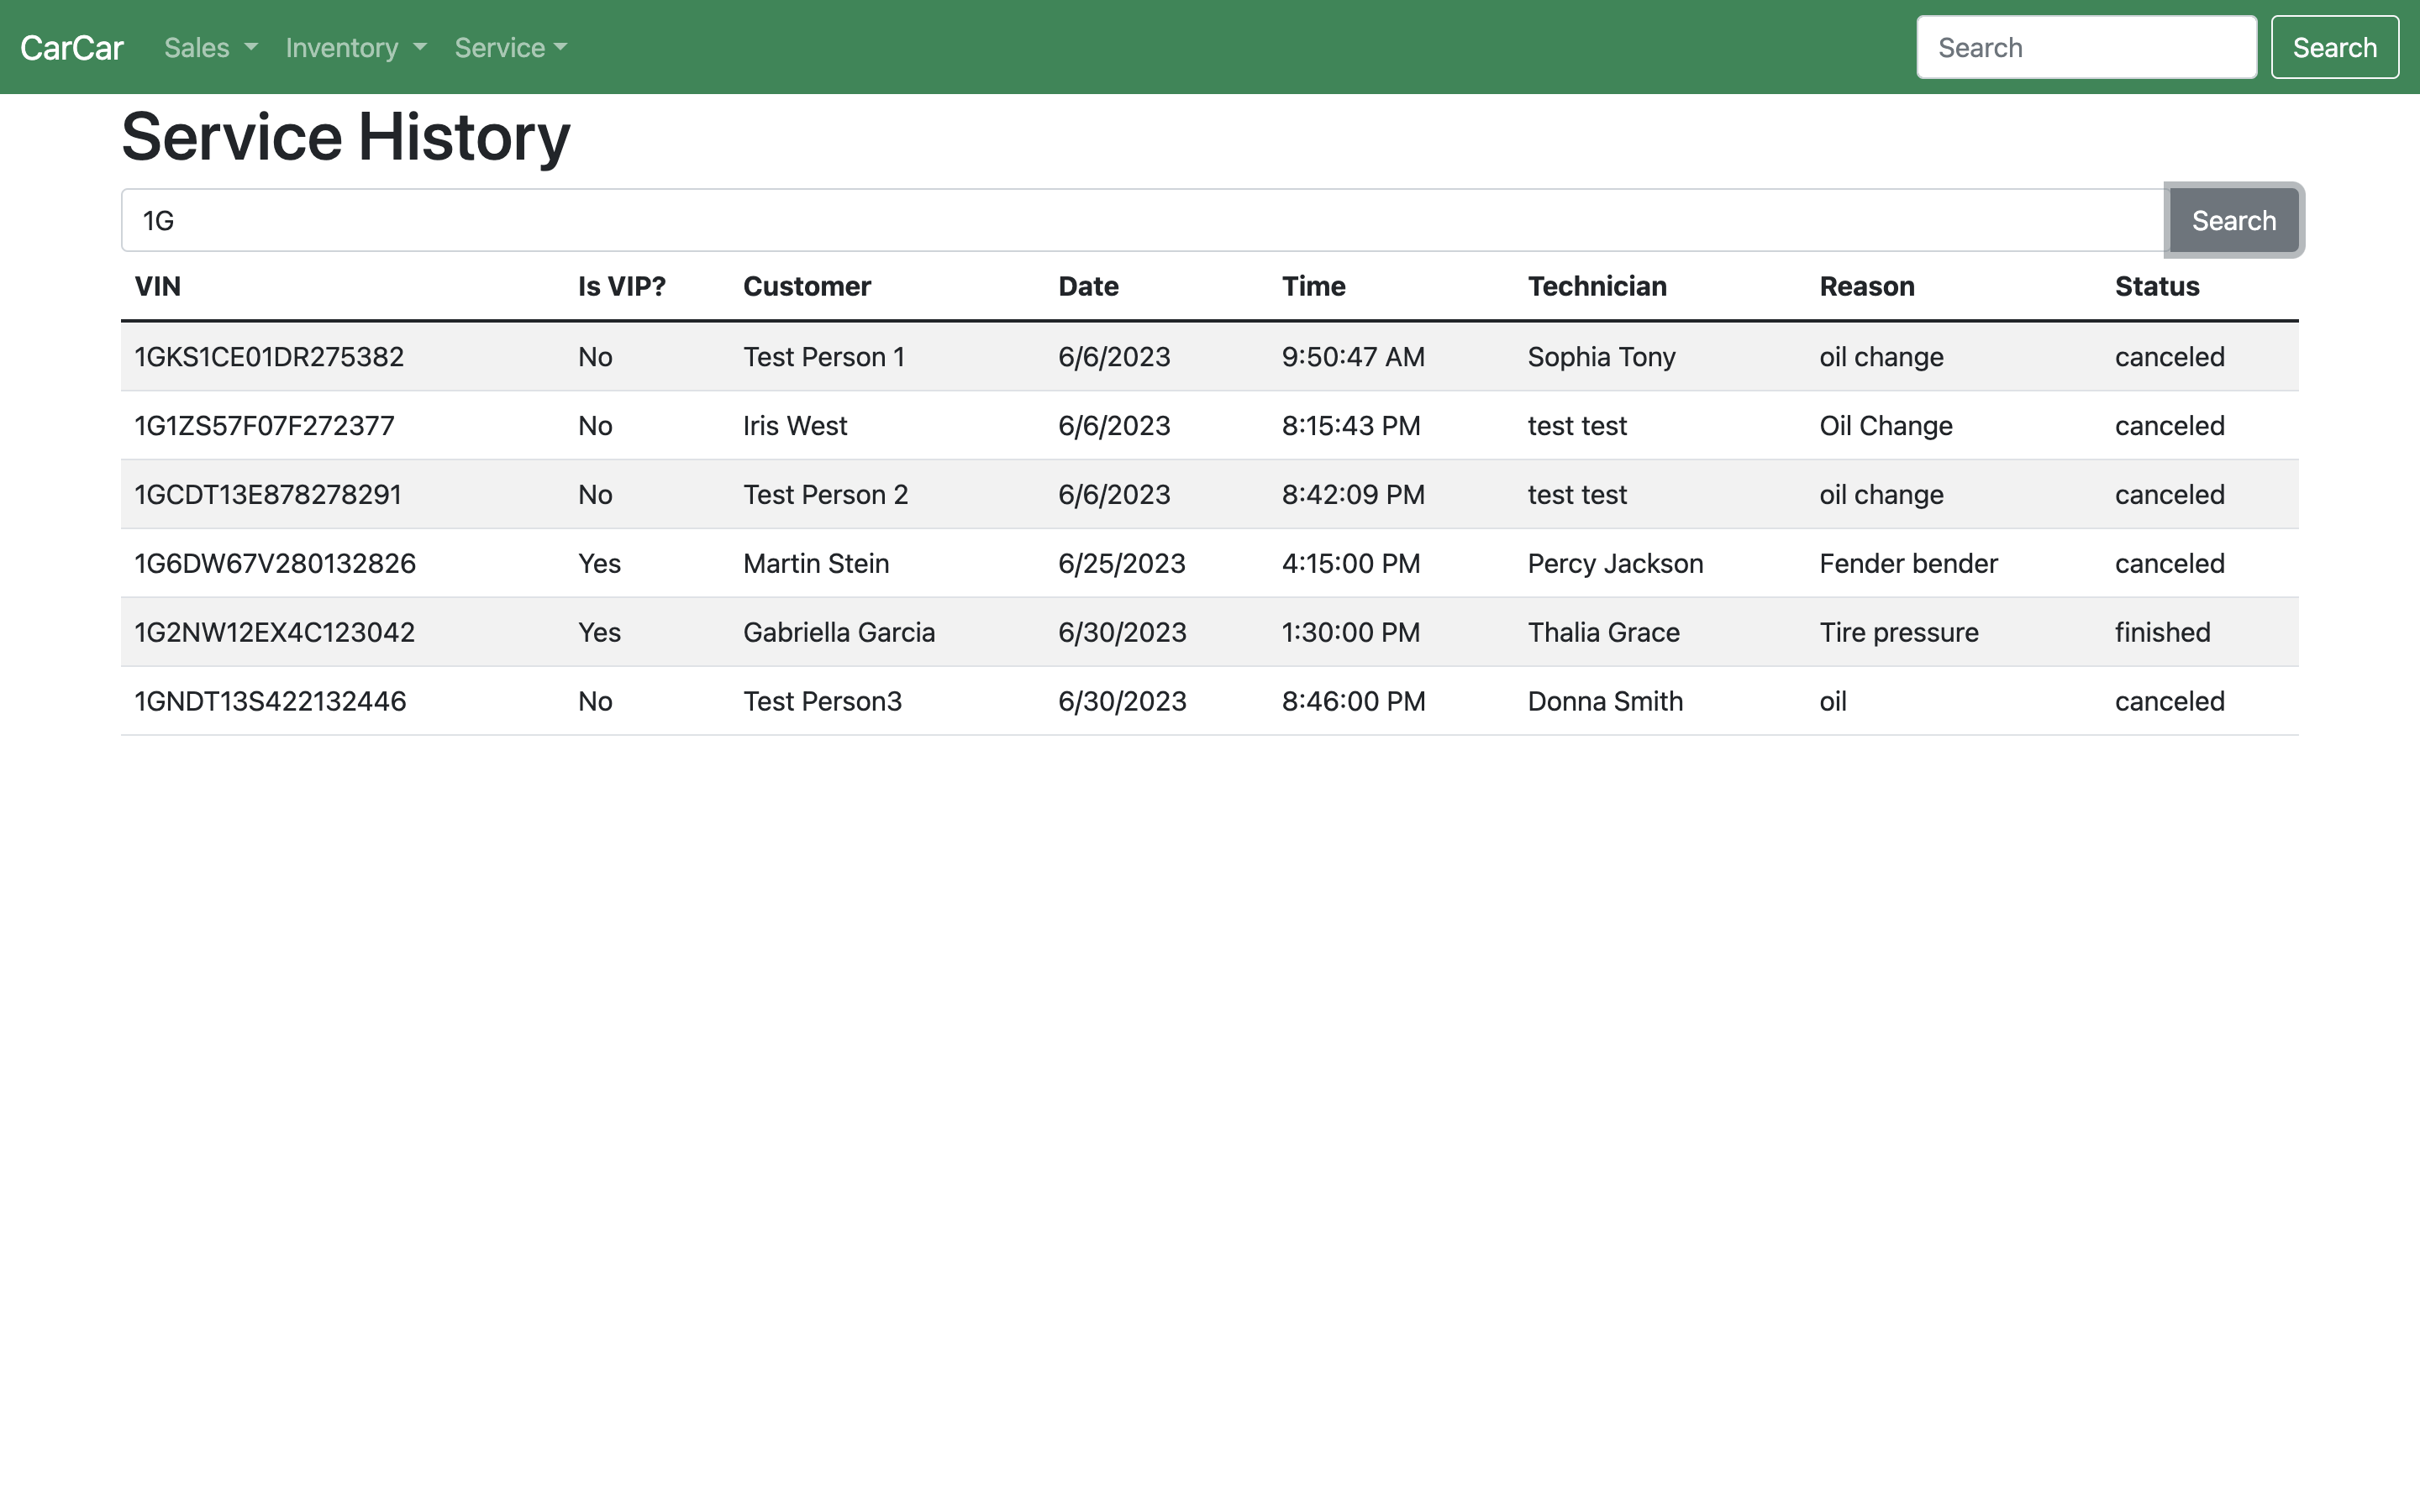 CarCar Sales Inventory Service Search Search
Service History
1G Search
VIN Is VIP? Customer Date Time Technician Reason Status
1GKS1CE01DR275382 No Test Person 1 6/6/2023 9:50:47 AM Sophia Tony oil change canceled
1G1ZS57F07F272377 No Iris West 6/6/2023 8:15:43 PM test test Oil Change canceled
1GCDT13E878278291 No Test Person 2 6/6/2023 8:42:09 PM test test oil change canceled
1G6DW67V280132826 Yes Martin Stein 6/25/2023 4:15:00 PM Percy Jackson Fender bender canceled
1G2NW12EX4C123042 Yes Gabriella Garcia 6/30/2023 1:30:00 PM Thalia Grace Tire pressure finished
1GNDT13S422132446 No Test Person3 6/30/2023 8:46:00 PM Donna Smith oil canceled